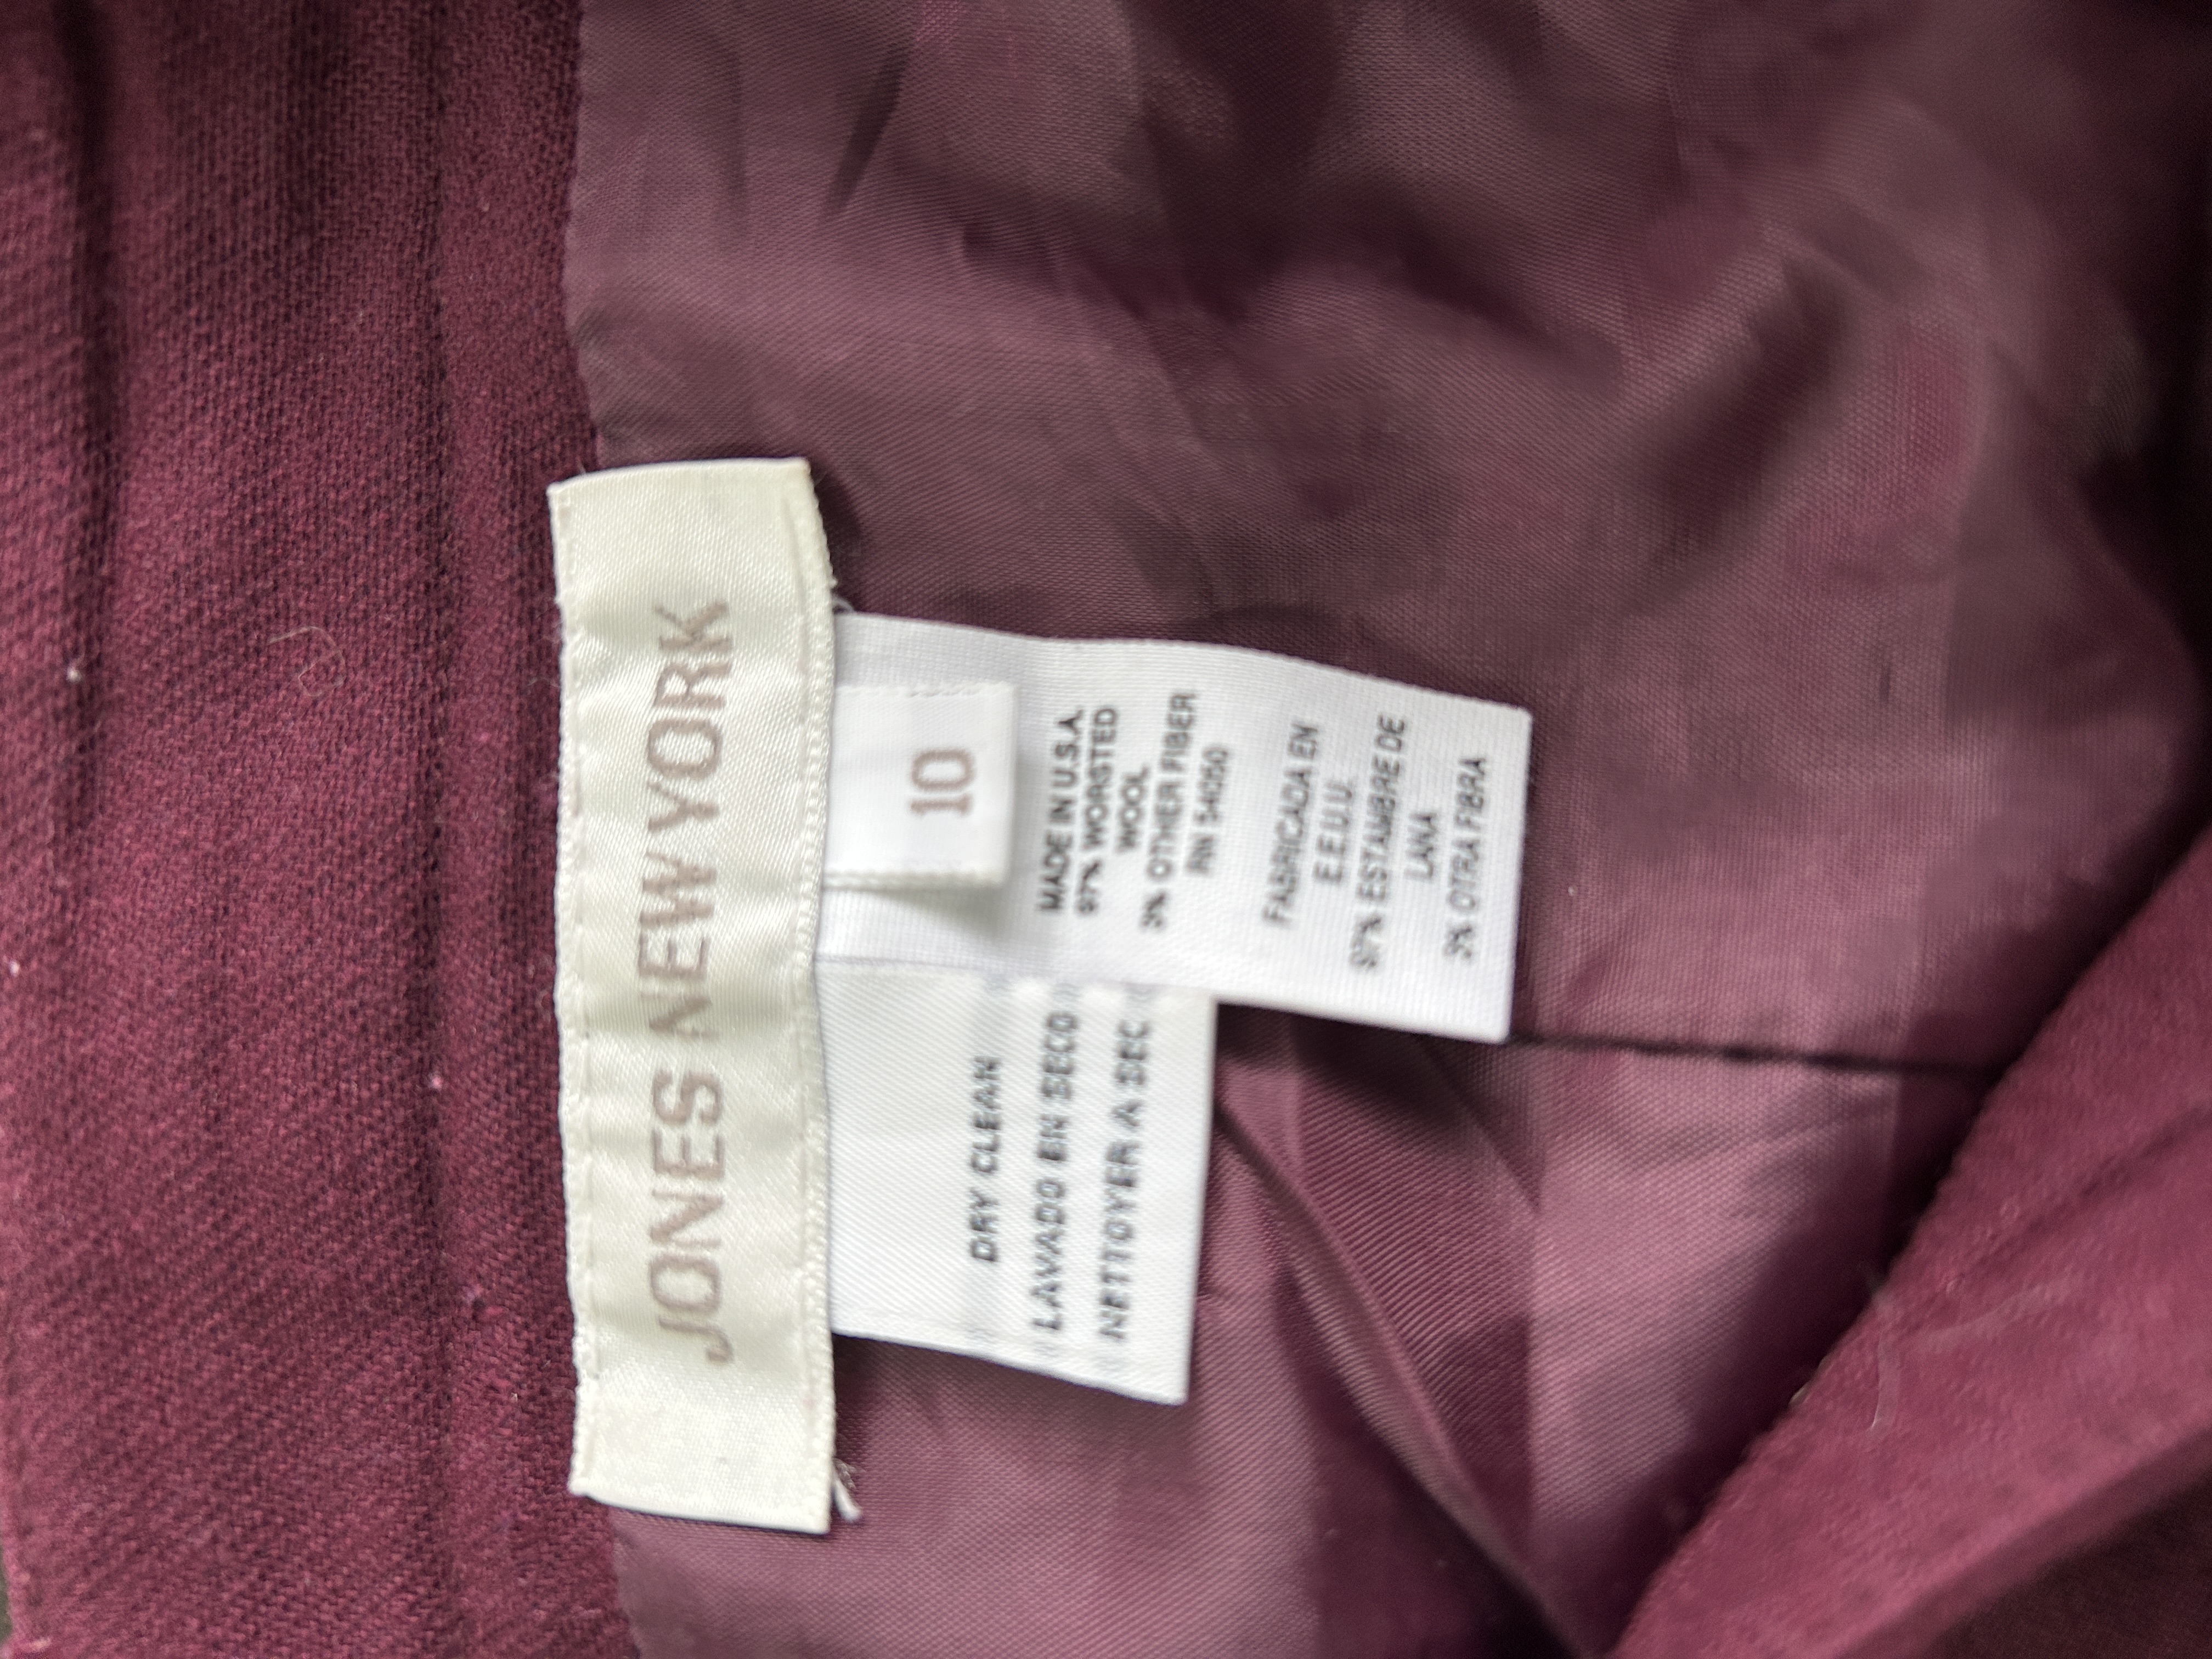 JONES NEW YORK
10
MADE IN U.S.A.
97% WORSTED
WOOL
3% OTHER FIBER
RN 54050
FABRICADA EN
E.E.U.U.
97% ESTAMBRE DE
LANA
3% OTRA FIBRA
DRY CLEAN
LAVADO EN SECO
NETTOYER A SEC